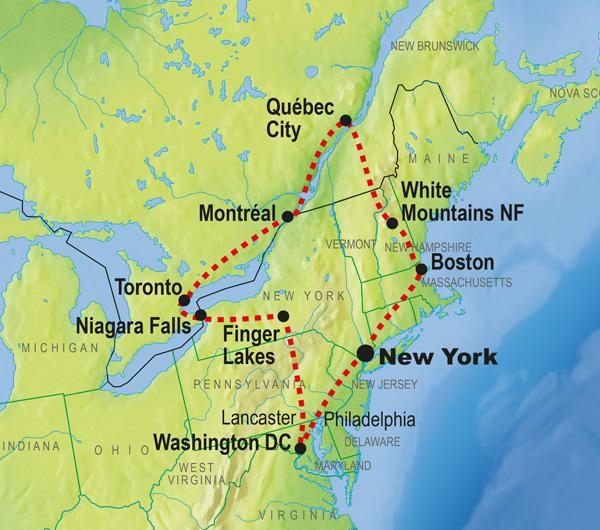 NEW BRUNSWICK
NOVA SCO
Québec
City
MAINE
White
Mountains NF
Montréal
VERMONT
NEW HAMPSHIRE
Boston
MASSACHUSETTS
Toronto
NEW YORK
Niagara Falls
Finger
Lakes
MICHIGAN
New York
PENNSYLVANIA
NEW JERSEY
Lancaster
Philadelphia
Washington DC
DELAWARE
INDIANA
OHIO
WEST
VIRGINIA
MARYLAND
VIRGINIA